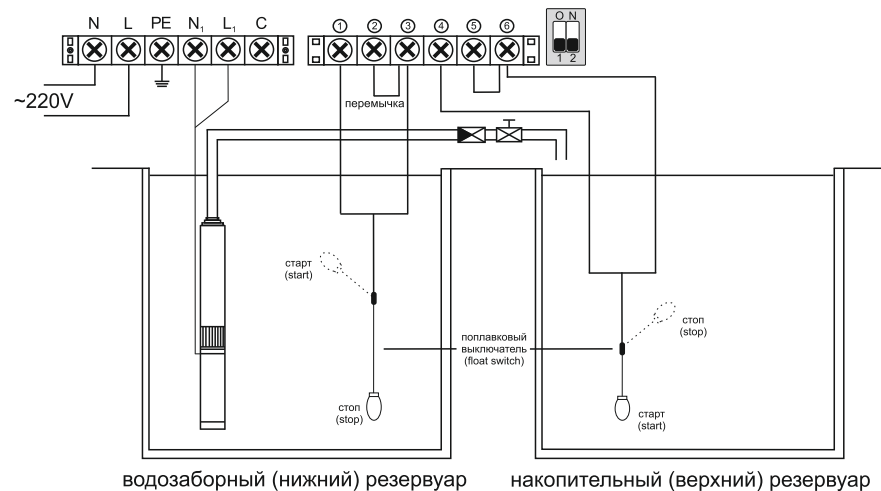 N L PE N₁ L₁ C
1 2 3 4 5 6
O N
1 2
~220V
перемычка
старт
(start)
стоп
(stop)
поплавковый
выключатель
(float switch)
стоп
(stop)
старт
(start)
водозаборный (нижний) резервуар
накопительный (верхний) резервуар